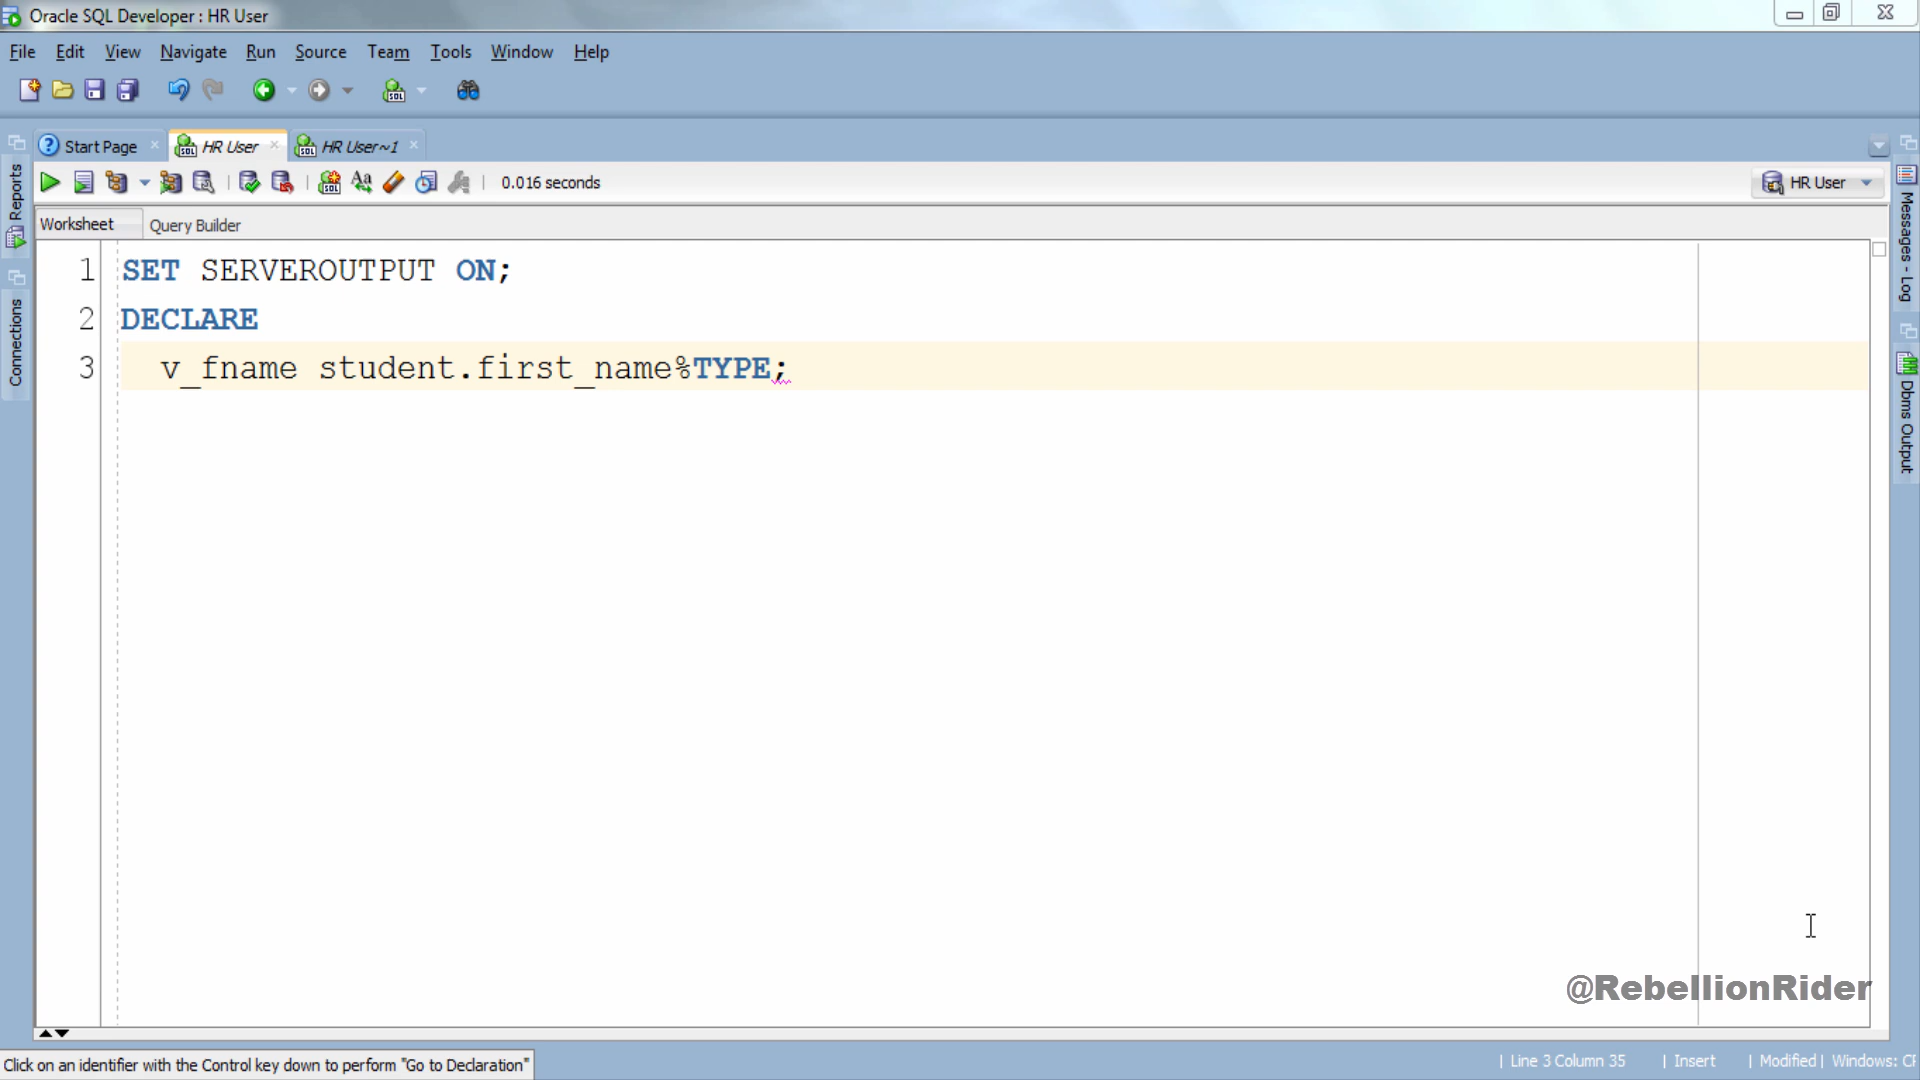 Oracle SQL Developer : HR User
File Edit View Navigate Run Source Team Tools Window Help
Start Page HR User HR User~1
0.016 seconds HR User
Worksheet Query Builder
Reports
Connections
Messages - Log
Dbms Output
1 SET SERVEROUTPUT ON;
2 DECLARE
3 v_fname student.first_name%TYPE;
@RebellionRider
Click on an identifier with the Control key down to perform "Go to Declaration"
| Line 3 Column 35 | Insert | Modified | Windows: CR